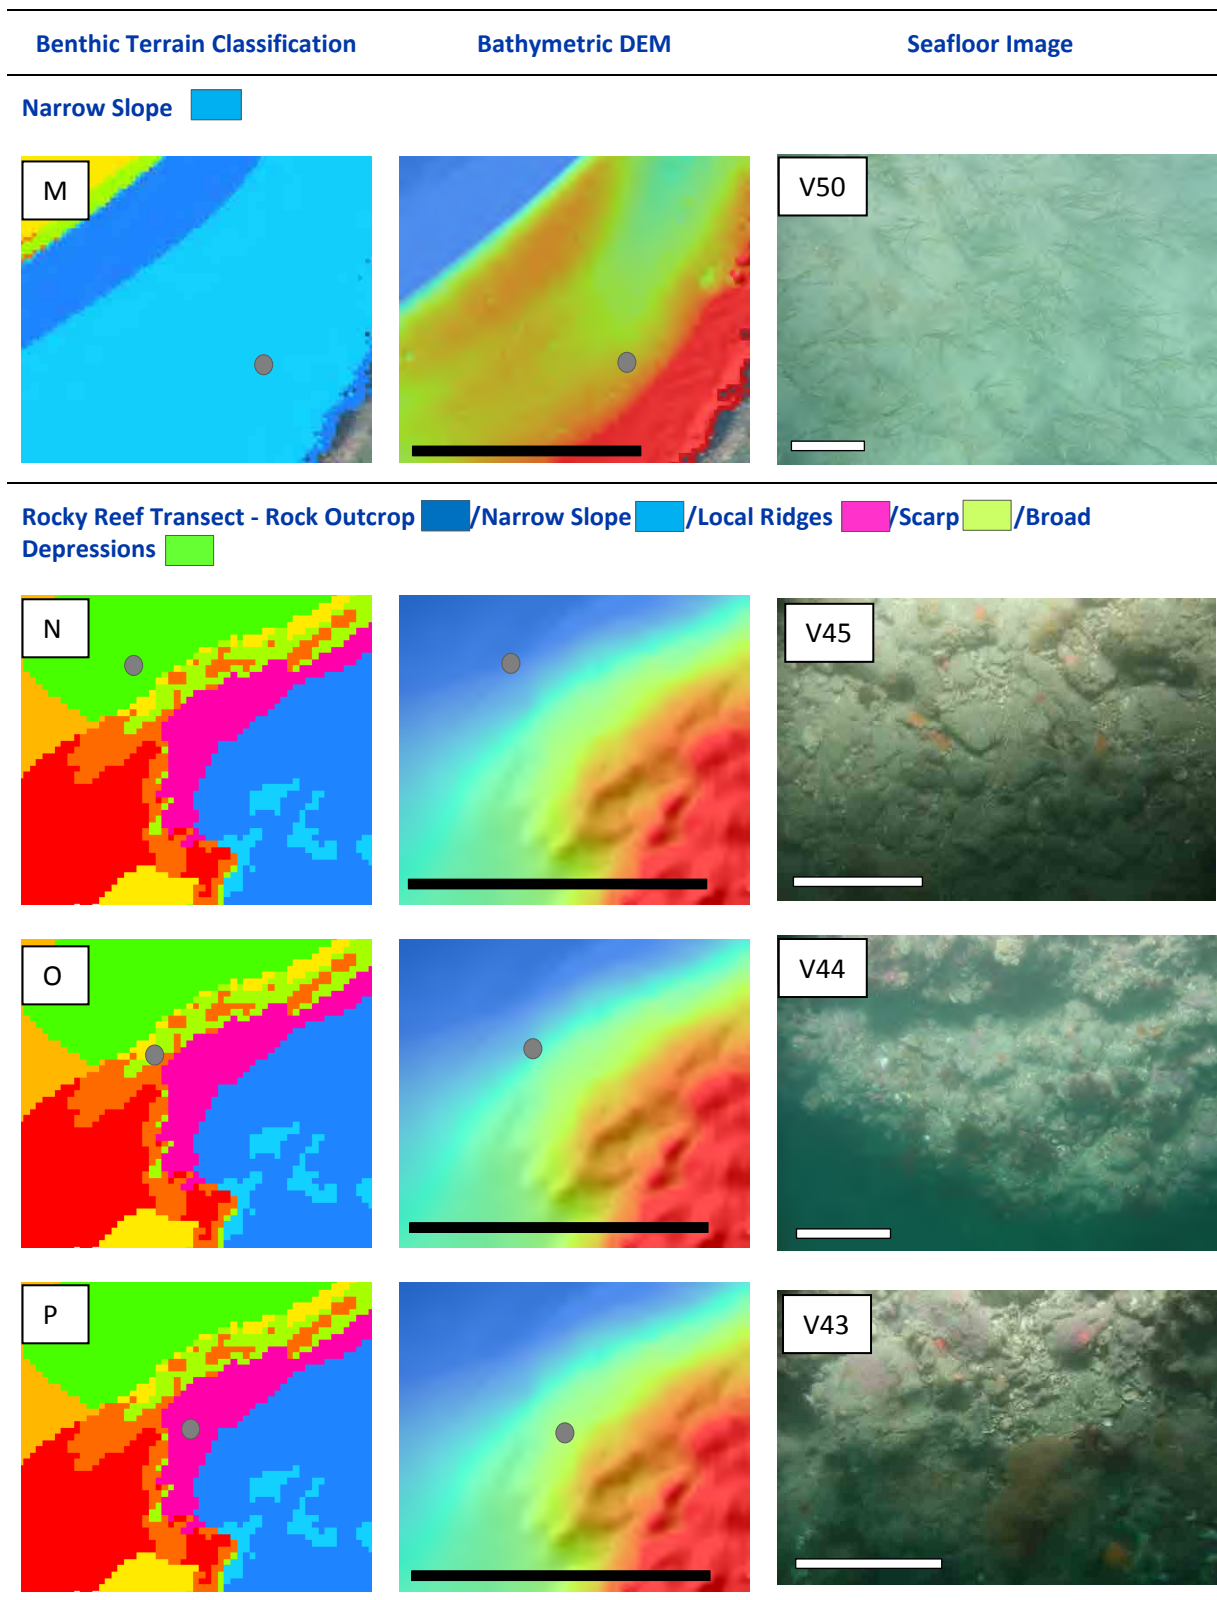 Benthic Terrain Classification Bathymetric DEM Seafloor Image
Narrow Slope
M V50
Rocky Reef Transect - Rock Outcrop /Narrow Slope /Local Ridges /Scarp /Broad
Depressions
N V45
O V44
P V43